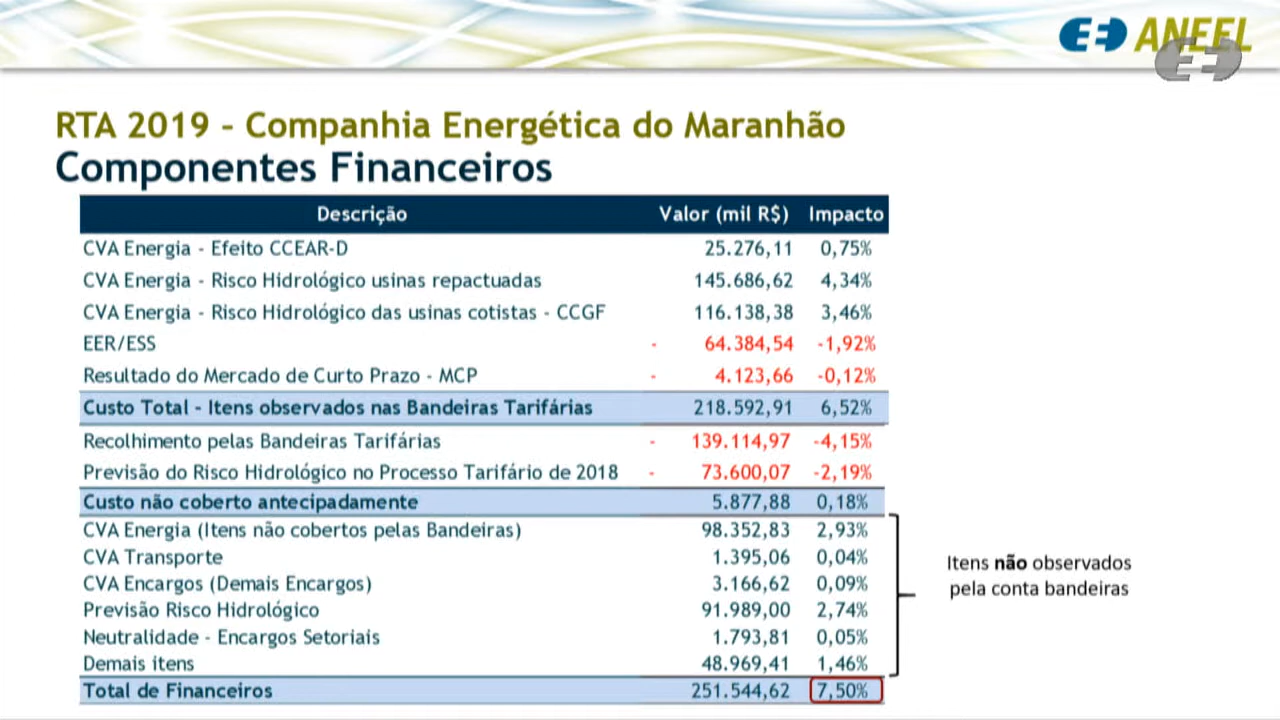 ANEEL
RTA 2019 – Companhia Energética do Maranhão
Componentes Financeiros
Descrição Valor (mil R$) Impacto
CVA Energia - Efeito CCEAR-D 25.276,11 0,75%
CVA Energia - Risco Hidrológico usinas repactuadas 145.686,62 4,34%
CVA Energia - Risco Hidrológico das usinas cotistas - CCGF 116.138,38 3,46%
EER/ESS - 64.384,54 -1,92%
Resultado do Mercado de Curto Prazo - MCP - 4.123,66 -0,12%
Custo Total - Itens observados nas Bandeiras Tarifárias 218.592,91 6,52%
Recolhimento pelas Bandeiras Tarifárias - 139.114,97 -4,15%
Previsão do Risco Hidrológico no Processo Tarifário de 2018 - 73.600,07 -2,19%
Custo não coberto antecipadamente 5.877,88 0,18%
CVA Energia (Itens não cobertos pelas Bandeiras) 98.352,83 2,93%
CVA Transporte 1.395,06 0,04%
CVA Encargos (Demais Encargos) 3.166,62 0,09%
Previsão Risco Hidrológico 91.989,00 2,74%
Neutralidade - Encargos Setoriais 1.793,81 0,05%
Demais itens 48.969,41 1,46%
Total de Financeiros 251.544,62 7,50%
Itens não observados
pela conta bandeiras